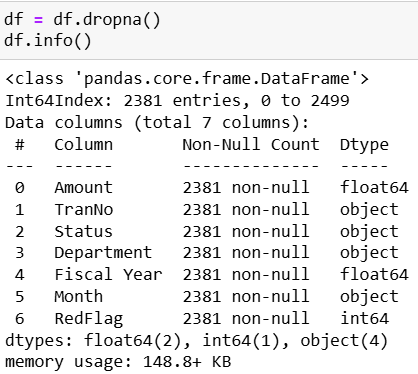 df = df.dropna()
df.info()
<class 'pandas.core.frame.DataFrame'>
Int64Index: 2381 entries, 0 to 2499
Data columns (total 7 columns):
 #   Column       Non-Null Count  Dtype
---  ------       --------------  -----
 0   Amount       2381 non-null   float64
 1   TranNo       2381 non-null   object
 2   Status       2381 non-null   object
 3   Department   2381 non-null   object
 4   Fiscal Year  2381 non-null   float64
 5   Month        2381 non-null   object
 6   RedFlag      2381 non-null   int64
dtypes: float64(2), int64(1), object(4)
memory usage: 148.8+ KB